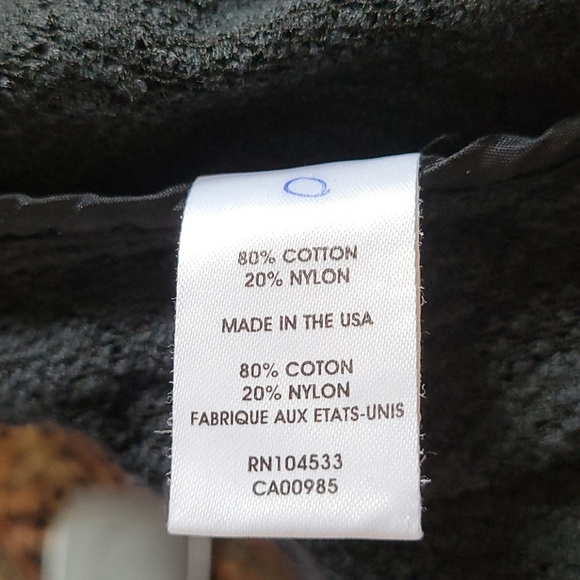 80% COTTON
20% NYLON
MADE IN THE USA
80% COTON
20% NYLON
FABRIQUE AUX ETATS-UNIS
RN104533
CA00985